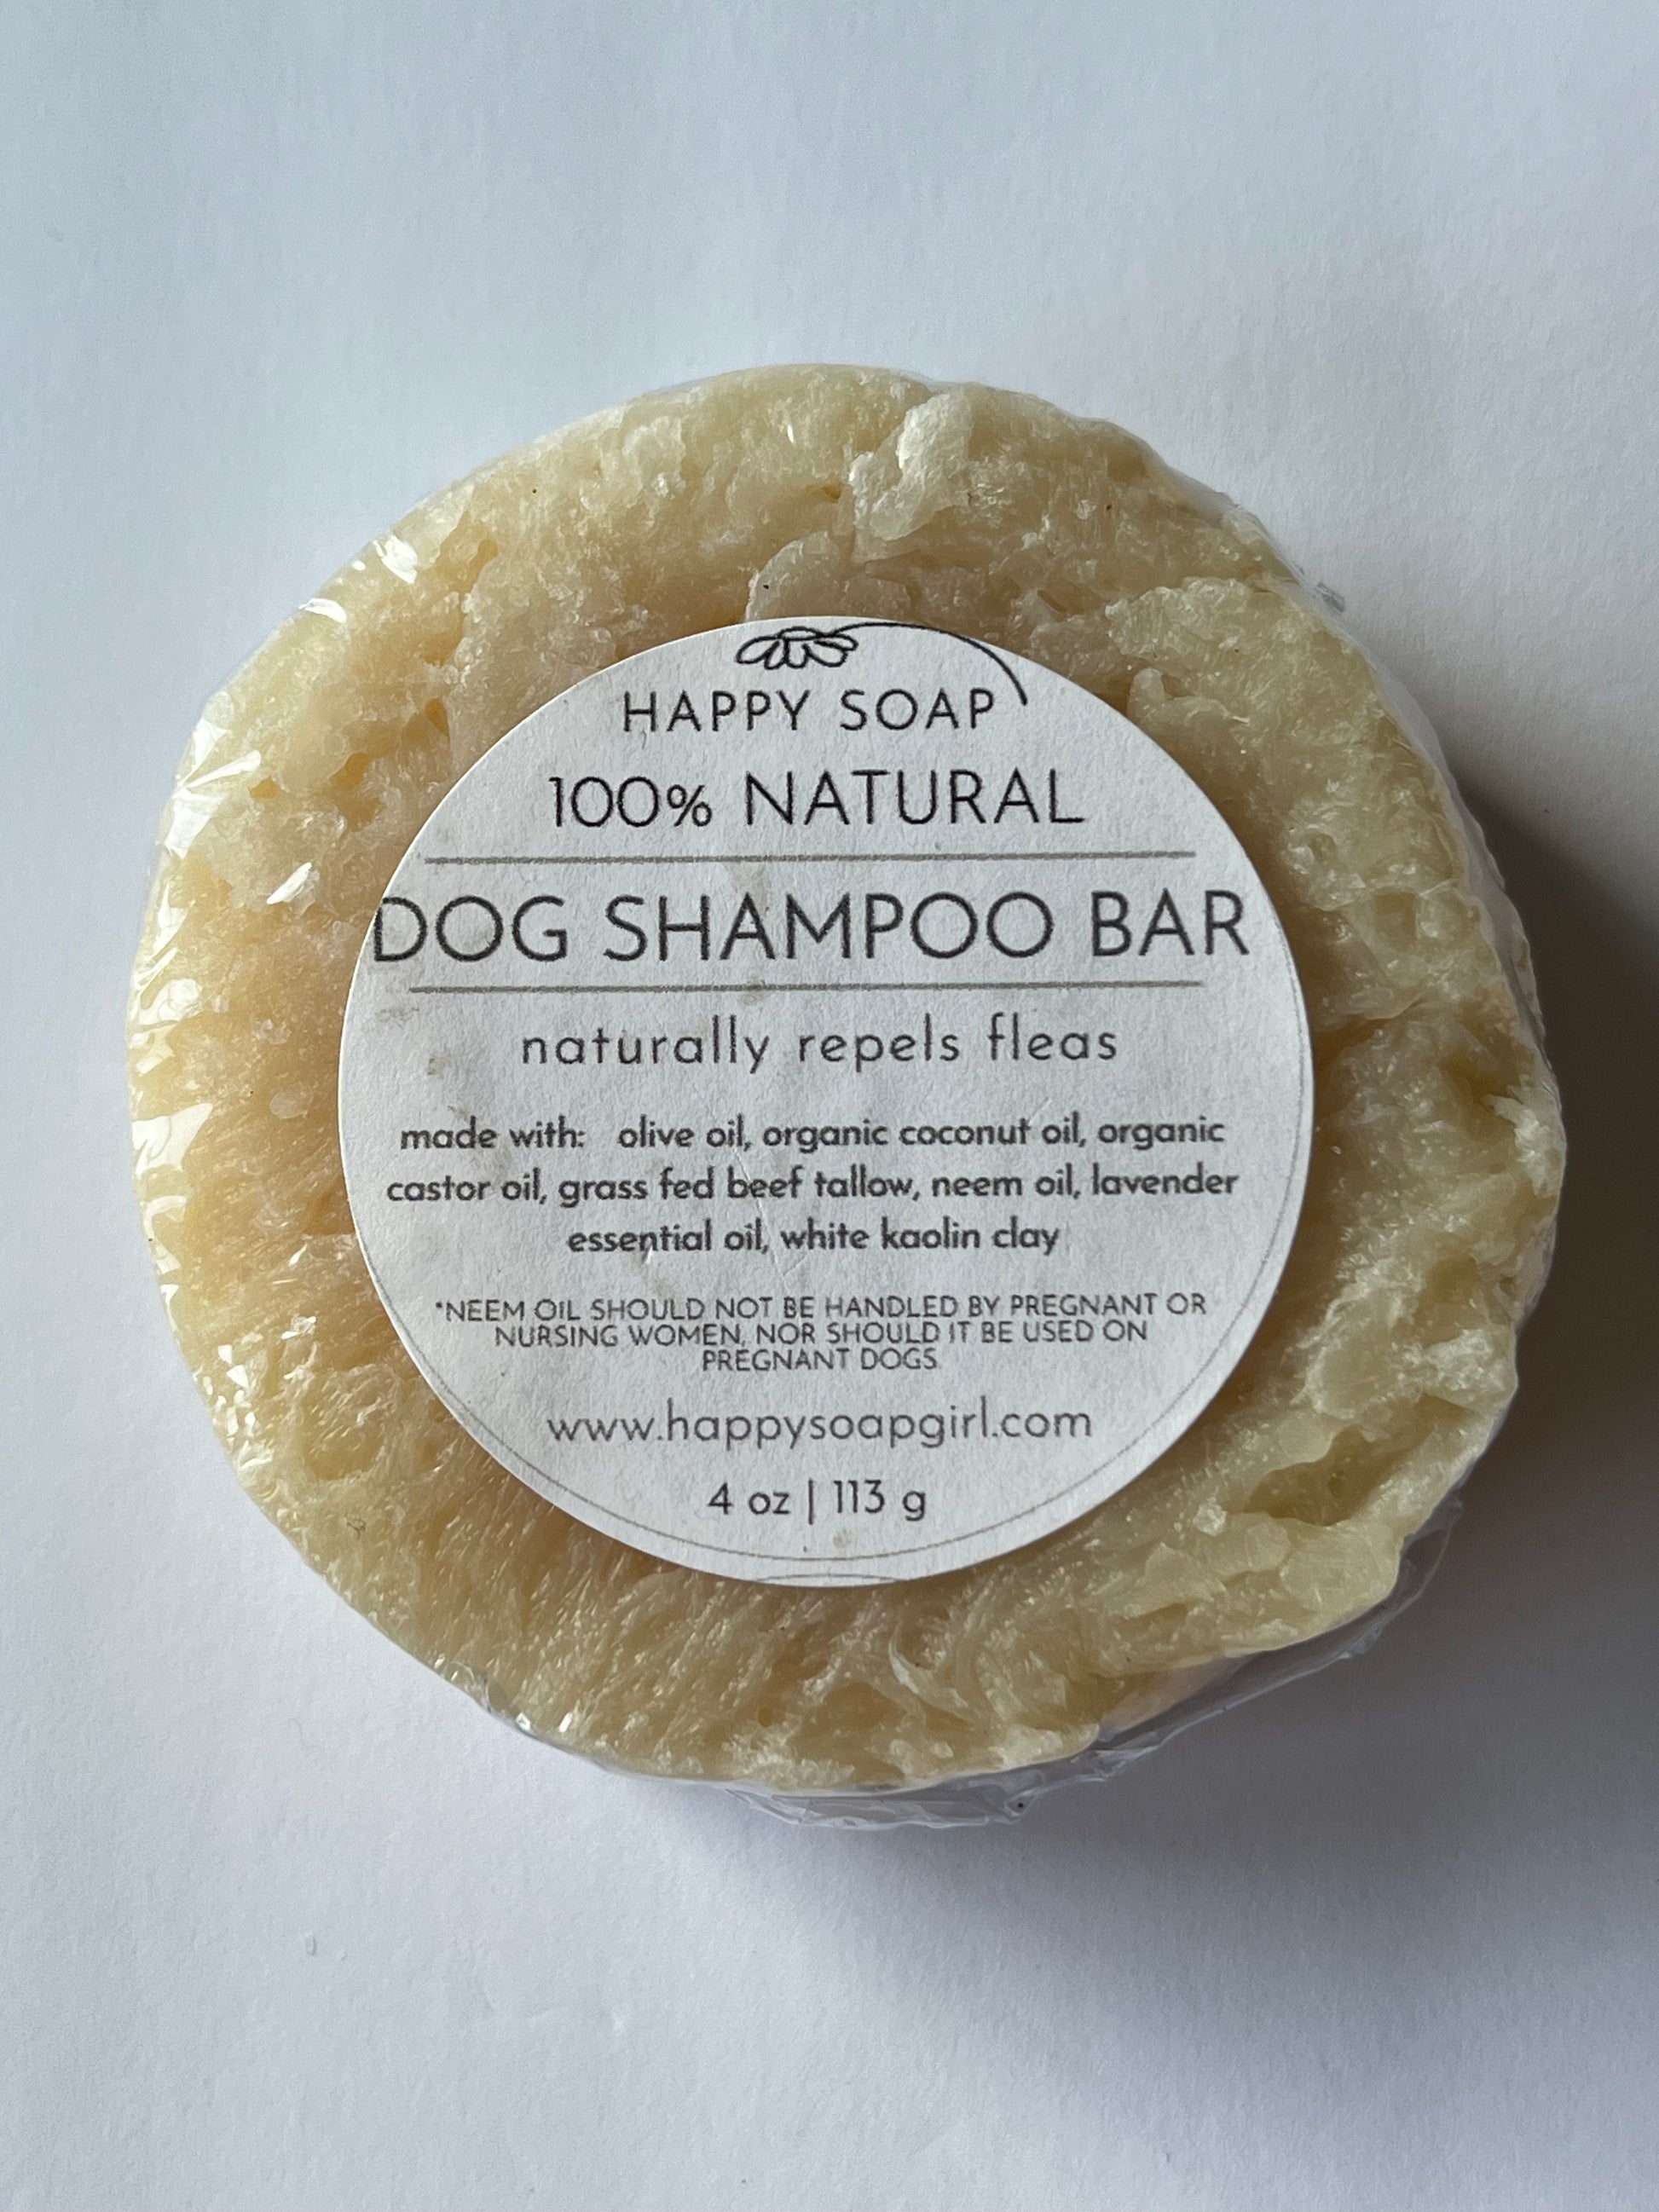 HAPPY SOAP
100% NATURAL
DOG SHAMPOO BAR
naturally repels fleas
made with: olive oil, organic coconut oil, organic
castor oil, grass fed beef tallow, neem oil, lavender
essential oil, white kaolin clay
*NEEM OIL SHOULD NOT BE HANDLED BY PREGNANT OR
NURSING WOMEN, NOR SHOULD IT BE USED ON
PREGNANT DOGS
www.happysoapgirl.com
4 oz | 113 g